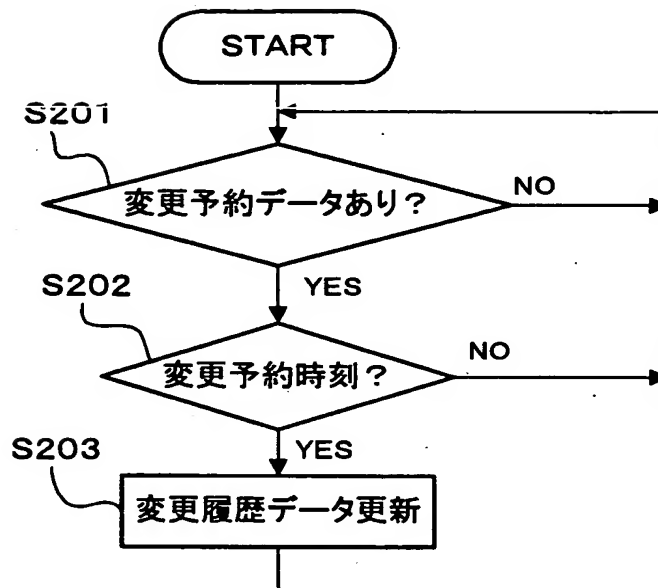 START
S201
変更予約データあり?
NO
YES
S202
変更予約時刻?
NO
YES
S203
変更履歴データ更新